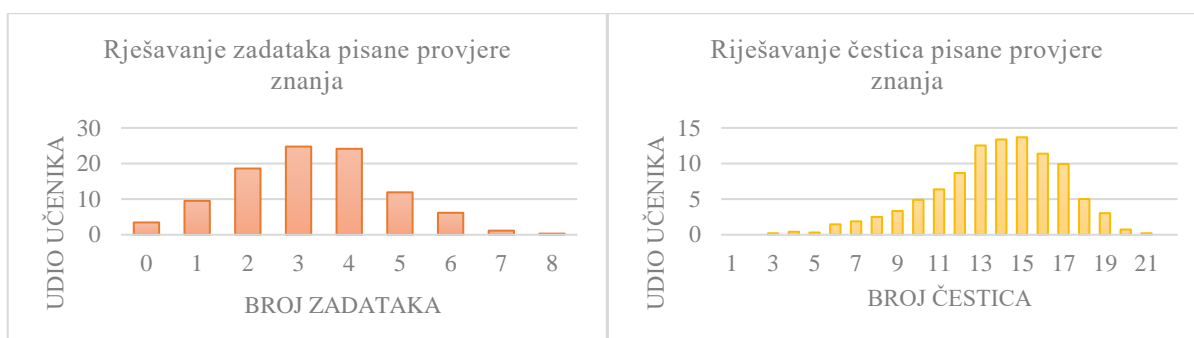 Rješavanje zadataka pisane provjere
znanja
UDIO UČENIKA
30
20
10
0
0 1 2 3 4 5 6 7 8
BROJ ZADATAKA
Riješavanje čestica pisane provjere
znanja
UDIO UČENIKA
15
10
5
0
1 3 5 7 9 11 13 15 17 19 21
BROJ ČESTICA